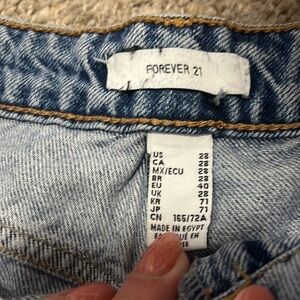 FOREVER 21
US 28
CA 28
MX/ECU 28
BR 28
EU 40
UK 28
KR 71
JP 71
CN 165/72A
MADE IN EGYPT
EN